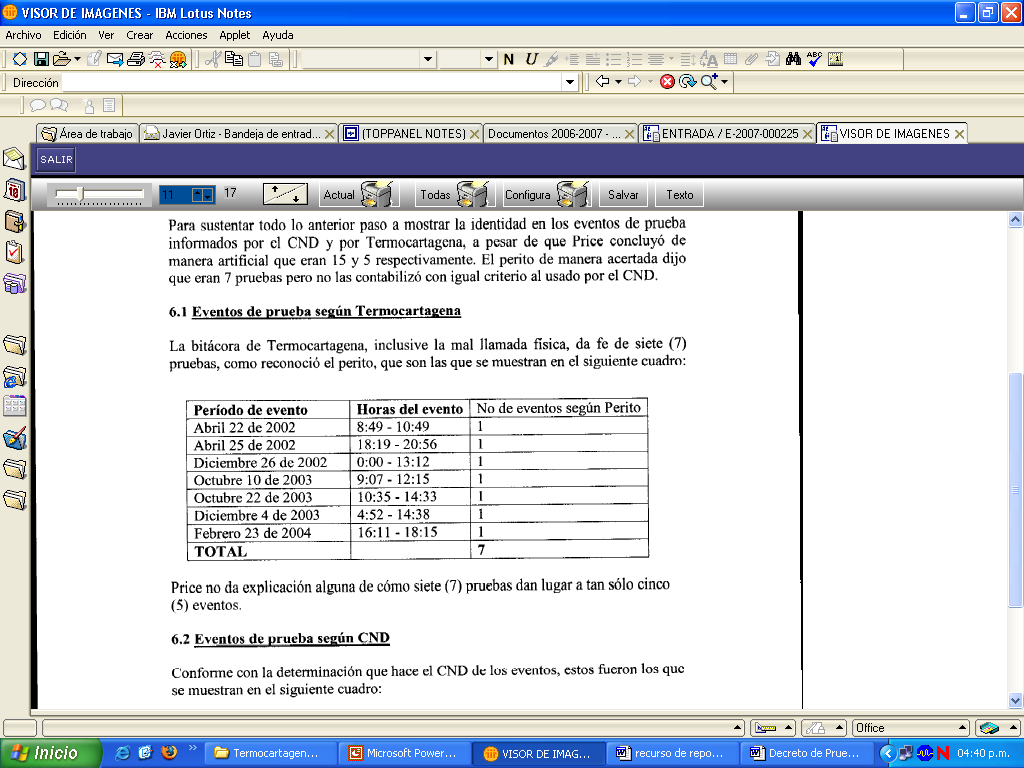 VISOR DE IMAGENES - IBM Lotus Notes
Archivo Edición Ver Crear Acciones Applet Ayuda
N U
Dirección
Área de trabajo Javier Ortiz - Bandeja de entrad... (TOPPANEL NOTES) Documentos 2006-2007 - ... ENTRADA / E-2007-000225 VISOR DE IMAGENES
SALIR
11 17 Actual Todas Configura Salvar Texto
Para sustentar todo lo anterior paso a mostrar la identidad en los eventos de prueba
informados por el CND y por Termocartagena, a pesar de que Price concluyó de
manera artificial que eran 15 y 5 respectivamente. El perito de manera acertada dijo
que eran 7 pruebas pero no las contabilizó con igual criterio al usado por el CND.
6.1 Eventos de prueba según Termocartagena
La bitácora de Termocartagena, inclusive la mal llamada física, da fe de siete (7)
pruebas, como reconoció el perito, que son las que se muestran en el siguiente cuadro:
Período de evento Horas del evento No de eventos según Perito
Abril 22 de 2002 8:49 - 10:49 1
Abril 25 de 2002 18:19 - 20:56 1
Diciembre 26 de 2002 0:00 - 13:12 1
Octubre 10 de 2003 9:07 - 12:15 1
Octubre 22 de 2003 10:35 - 14:33 1
Diciembre 4 de 2003 4:52 - 14:38 1
Febrero 23 de 2004 16:11 - 18:15 1
TOTAL 7
Price no da explicación alguna de cómo siete (7) pruebas dan lugar a tan sólo cinco
(5) eventos.
6.2 Eventos de prueba según CND
Conforme con la determinación que hace el CND de los eventos, estos fueron los que
se muestran en el siguiente cuadro:
Office
Inicio Termocartagen... Microsoft Power... VISOR DE IMAG... recurso de repo... Decreto de Prue... 04:40 p.m.